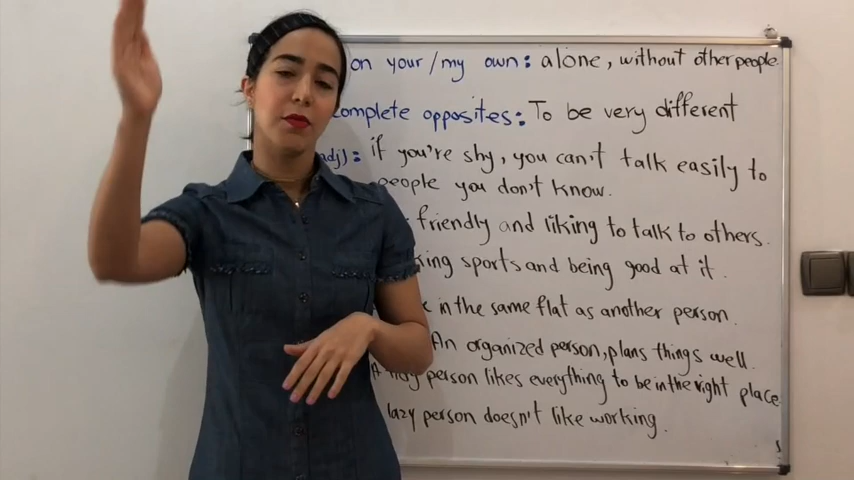 on your/my own: alone, without other people
complete opposites: To be very different
adj): if you're shy, you can't talk easily to
people you don't know.
friendly and liking to talk to others.
sports and being good at it.
in the same flat as another person.
An organized person, plans things well.
A tidy person likes everything to be in the right place
lazy person doesn't like working.